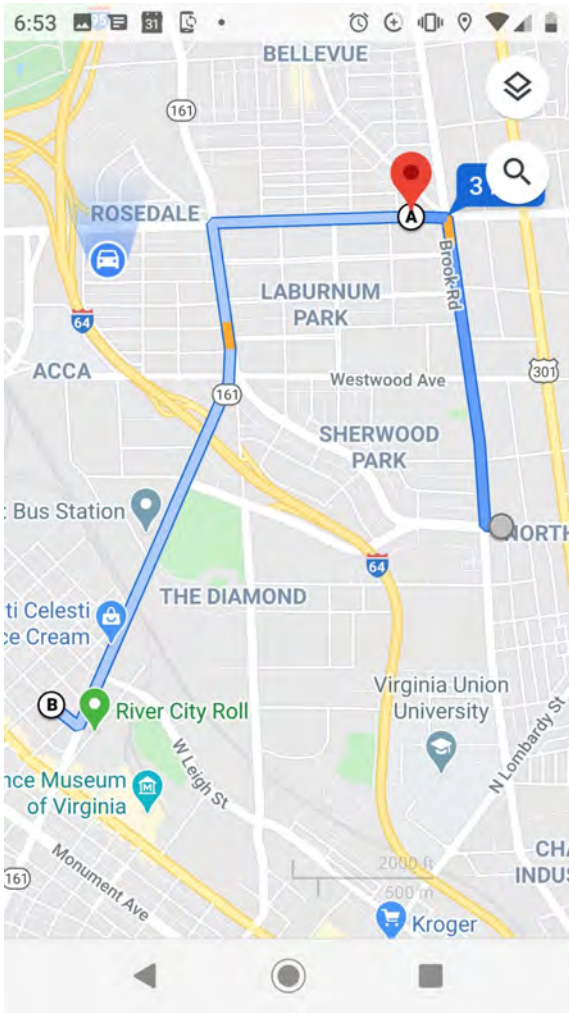 6:53
31
95
BELLEVUE
161
3
A
ROSEDALE
Brook Rd
LABURNUM
PARK
64
301
ACCA
Westwood Ave
161
SHERWOOD
PARK
Bus Station
NORTH
64
THE DIAMOND
ti Celesti
ce Cream
B
River City Roll
Virginia Union
University
N Lombardy St
W Leigh St
nce Museum
of Virginia
M
2000 ft
500 m
CHA
INDUS
161
Monument Ave
Kroger